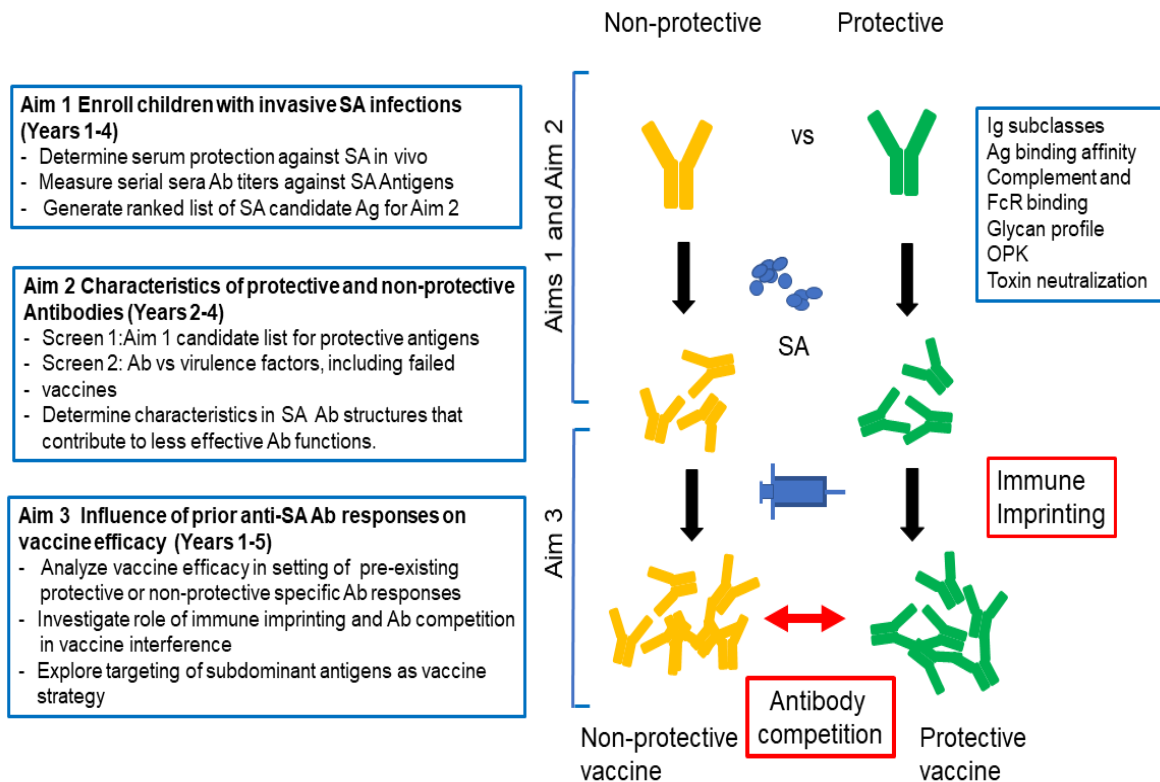 Non-protective
Protective
Aim 1 Enroll children with invasive SA infections
(Years 1-4)
- Determine serum protection against SA in vivo
- Measure serial sera Ab titers against SA Antigens
- Generate ranked list of SA candidate Ag for Aim 2
Aim 2 Characteristics of protective and non-protective
Antibodies (Years 2-4)
- Screen 1:Aim 1 candidate list for protective antigens
- Screen 2: Ab vs virulence factors, including failed
- vaccines
- Determine characteristics in SA Ab structures that
contribute to less effective Ab functions.
Aim 3 Influence of prior anti-SA Ab responses on
vaccine efficacy (Years 1-5)
- Analyze vaccine efficacy in setting of pre-existing
protective or non-protective specific Ab responses
- Investigate role of immune imprinting and Ab competition
in vaccine interference
- Explore targeting of subdominant antigens as vaccine
strategy
Aims 1 and Aim 2
Aim 3
vs
SA
Ig subclasses
Ag binding affinity
Complement and
FcR binding
Glycan profile
OPK
Toxin neutralization
Immune
Imprinting
Antibody
competition
Non-protective
vaccine
Protective
vaccine